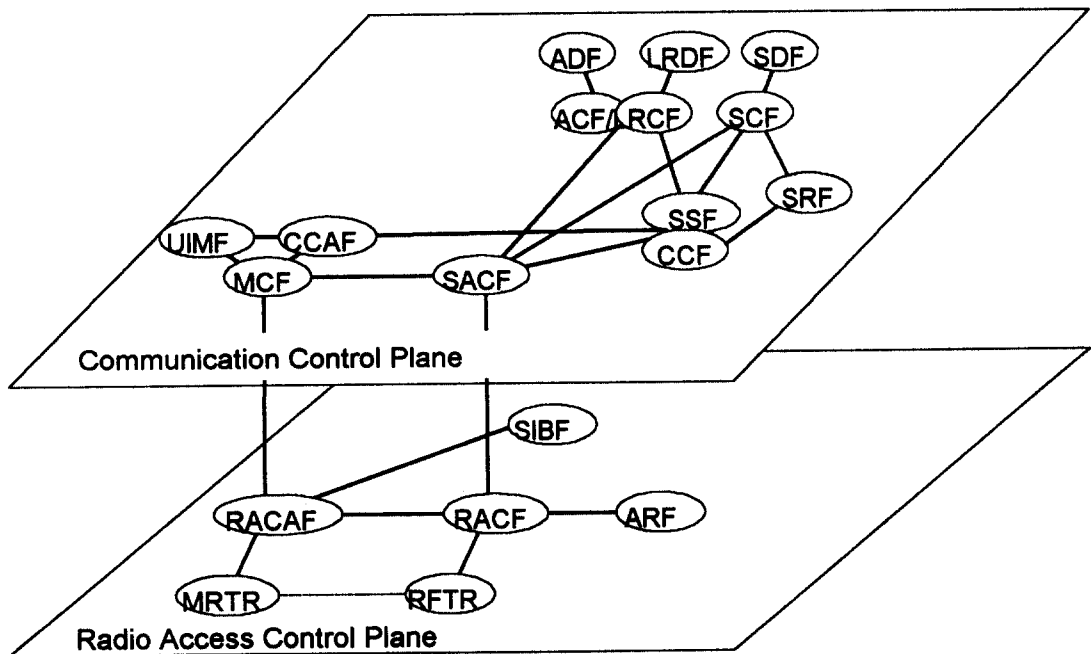 ADF LRDF SDF
ACF/LRCF SCF
SRF
SSF
UIMF CCAF
CCF
MCF SACF
Communication Control Plane
SIBF
RACAF RACF ARF
MRTR RFTR
Radio Access Control Plane